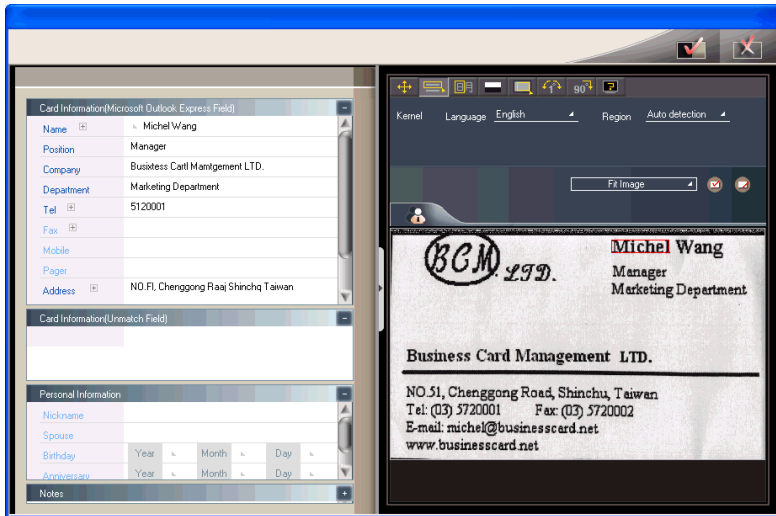 Kernel Language English Region Auto detection
Fit Image
Card Information(Microsoft Outlook Express Field)
Name Michel Wang
Position Manager
Company Busixtess Cartl Mamtgement LTD.
Department Marketing Department
Tel 5120001
Fax
Mobile
Pager
Address NO.FI, Chenggong Raaj Shinchq Taiwan
Card Information(Unmatch Field)
Personal Information
Nickname
Spouse
Birthday Year Month Day
Anniversary Year Month Day
Notes
BCM LTD.
Michel Wang
Manager
Marketing Department
Business Card Management LTD.
NO.51, Chenggong Road, Shinchu, Taiwan
Tel: (03) 5720001 Fax: (03) 5720002
E-mail: michel@businesscard.net
www.businesscard.net